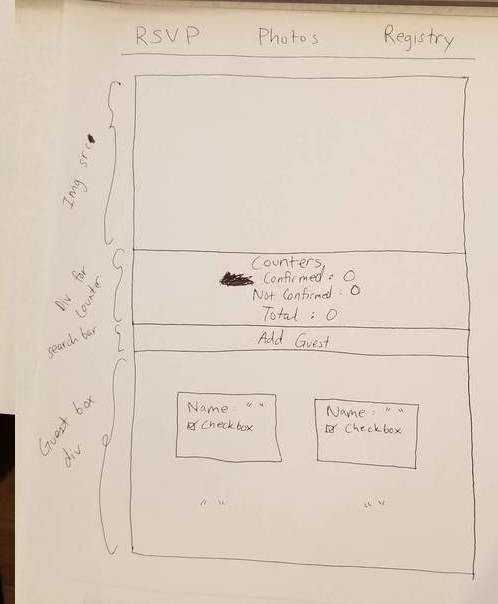 RSVP Photos Registry
Img src
Div for
counter
Counters
Confirmed : 0
Not Confirmed : 0
Total : 0
search bar
Add Guest
Guest box
div
Name : " "
checkbox
Name : " "
checkbox
" "
" "